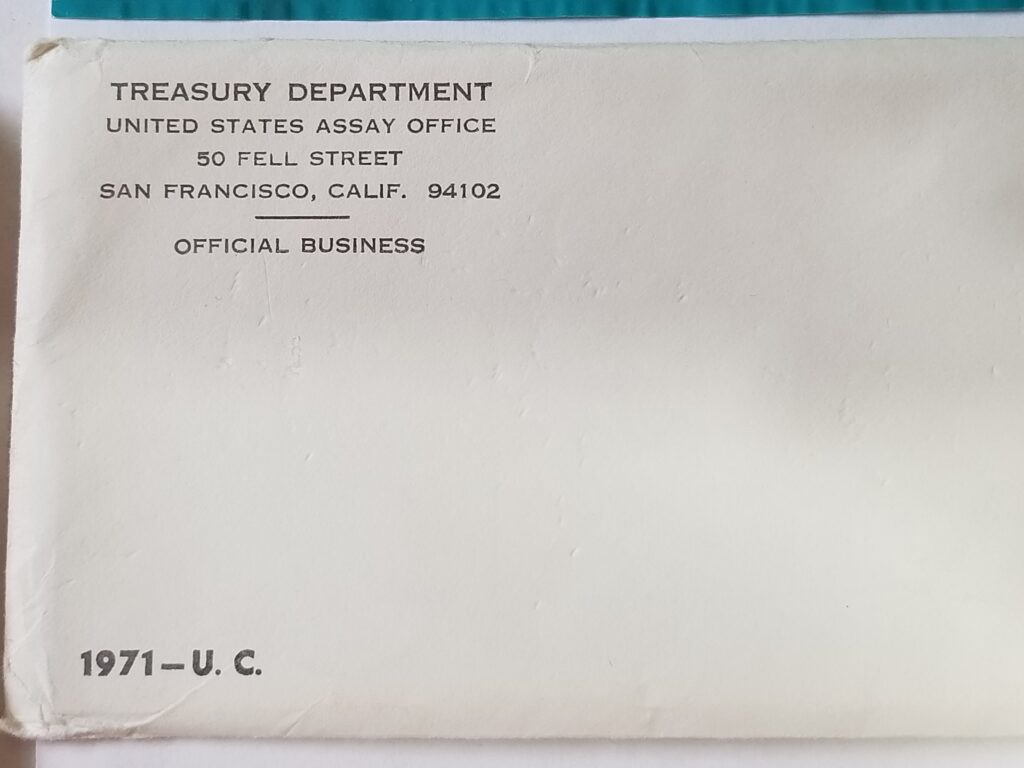 TREASURY DEPARTMENT
UNITED STATES ASSAY OFFICE
50 FELL STREET
SAN FRANCISCO, CALIF. 94102
OFFICIAL BUSINESS
1971-U. C.